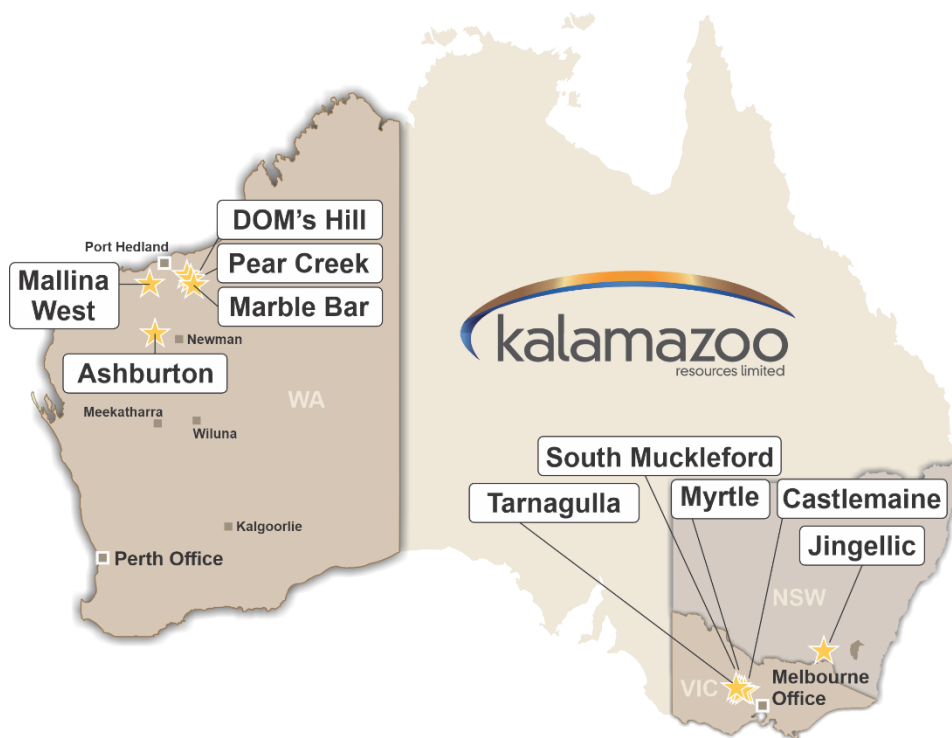 DOM's Hill
Port Hedland
Pear Creek
Mallina
West
Marble Bar
Newman
Ashburton
kalamazoo
resources limited
WA
Meekatharra
Wiluna
South Muckleford
Tarnagulla
Myrtle
Castlemaine
Kalgoorlie
Jingellic
Perth Office
NSW
VIC
Melbourne
Office